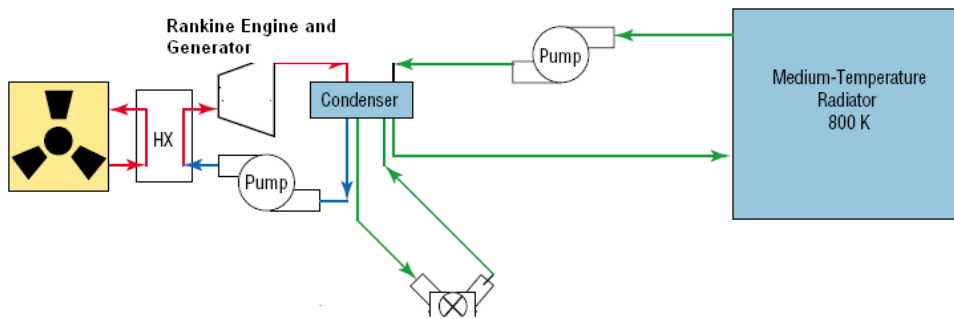 Rankine Engine and
Generator
Pump
Medium-Temperature
Radiator
800 K
Condenser
HX
Pump